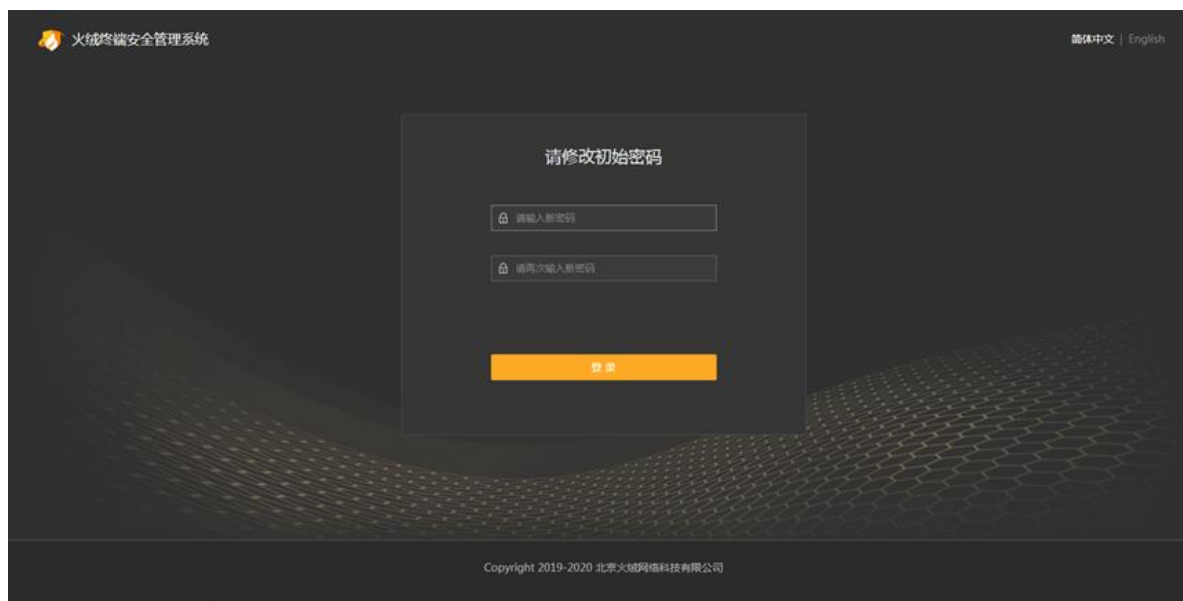 火绒终端安全管理系统
简体中文 | English
请修改初始密码
请输入新密码
请再次输入新密码
登录
Copyright 2019-2020 北京火绒网络科技有限公司